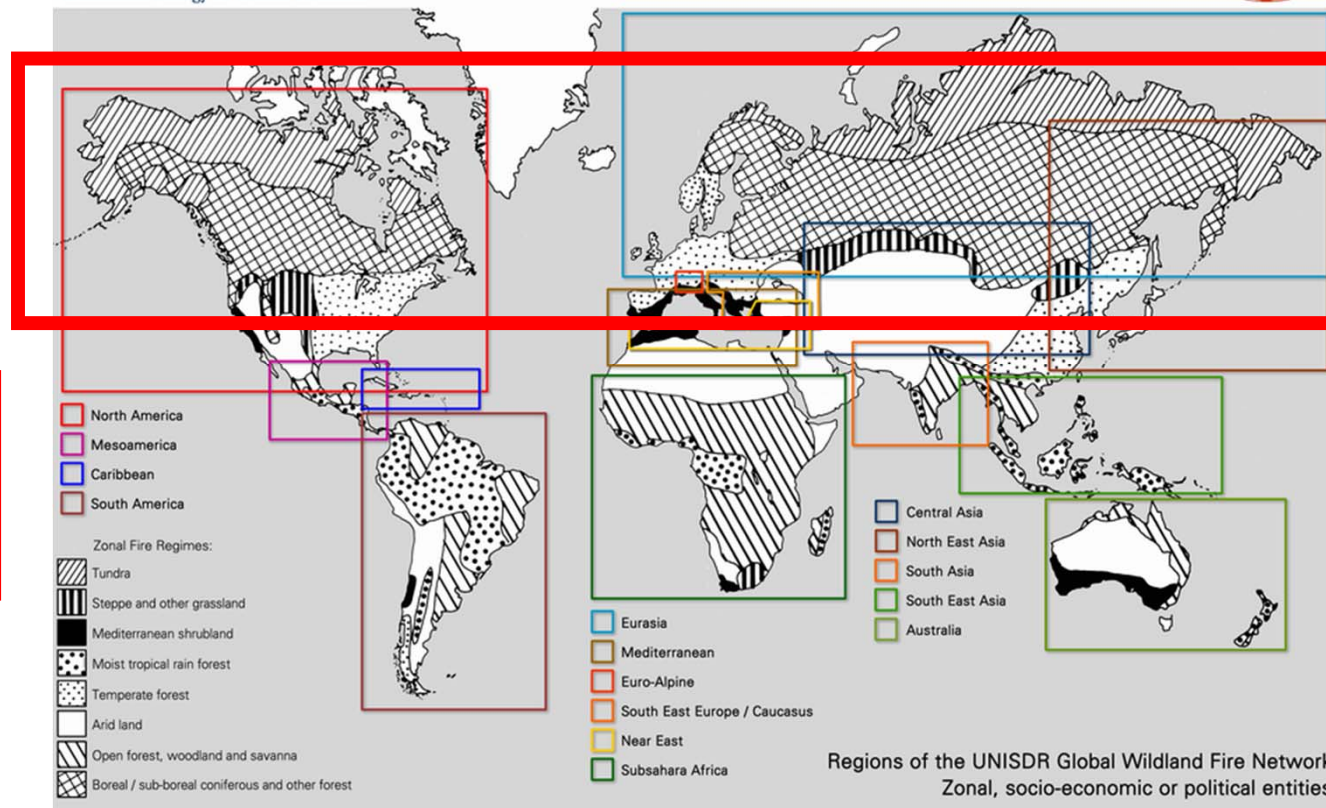 North America
Mesoamerica
Caribbean
South America
Zonal Fire Regimes:
Tundra
Steppe and other grassland
Mediterranean shrubland
Moist tropical rain forest
Temperate forest
Arid land
Open forest, woodland and savanna
Boreal / sub-boreal coniferous and other forest
Eurasia
Mediterranean
Euro-Alpine
South East Europe / Caucasus
Near East
Subsahara Africa
Central Asia
North East Asia
South Asia
South East Asia
Australia
Regions of the UNISDR Global Wildland Fire Network
Zonal, socio-economic or political entities